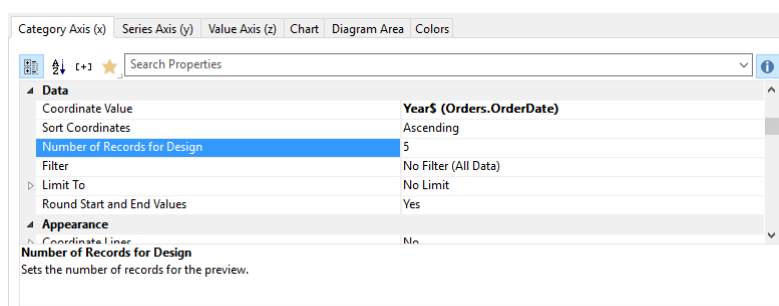 Category Axis (x) Series Axis (y) Value Axis (z) Chart Diagram Area Colors
Search Properties
Data
Coordinate Value Year$ (Orders.OrderDate)
Sort Coordinates Ascending
Number of Records for Design 5
Filter No Filter (All Data)
Limit To No Limit
Round Start and End Values Yes
Appearance
Coordinate Lines No
Number of Records for Design
Sets the number of records for the preview.